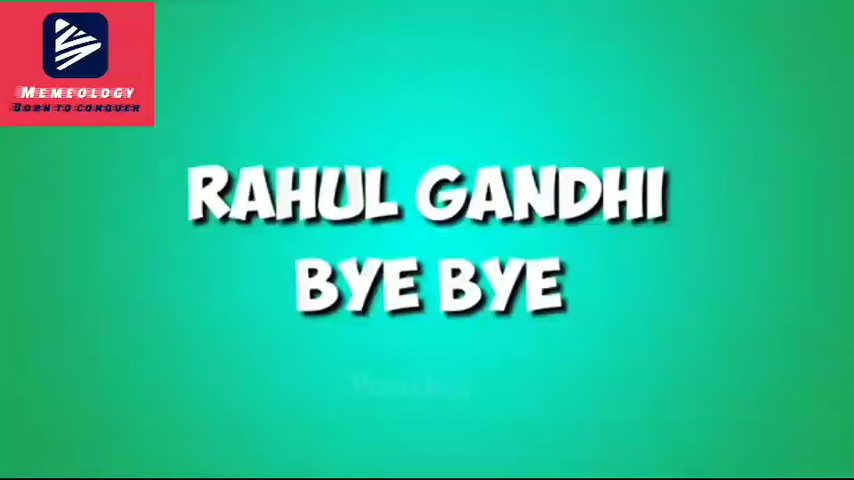 MEMEOLOGY
BORN TO CONQUER
RAHUL GANDHI
BYE BYE